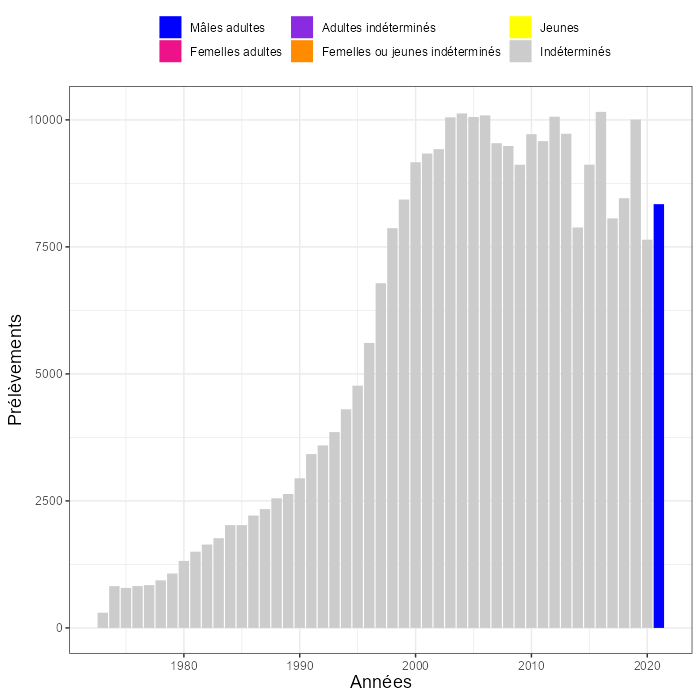 Mâles adultes
Adultes indéterminés
Jeunes
Femelles adultes
Femelles ou jeunes indéterminés
Indéterminés
10000
7500
5000
2500
0
Prélèvements
1980
1990
2000
2010
2020
Années